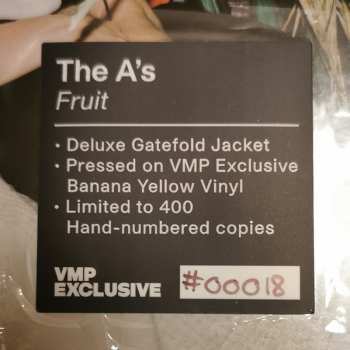 The A's
Fruit
• Deluxe Gatefold Jacket
• Pressed on VMP Exclusive
Banana Yellow Vinyl
• Limited to 400
Hand-numbered copies
VMP
EXCLUSIVE
#00018